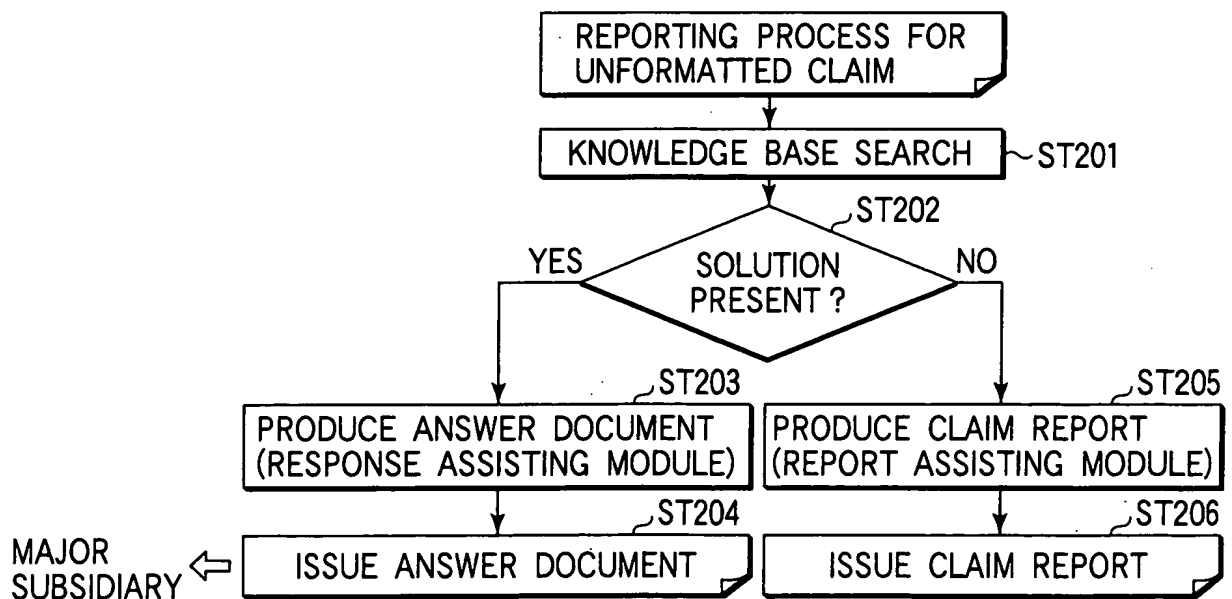 REPORTING PROCESS FOR
UNFORMATTED CLAIM
KNOWLEDGE BASE SEARCH
ST201
ST202
YES
SOLUTION
PRESENT ?
NO
ST203
PRODUCE ANSWER DOCUMENT
(RESPONSE ASSISTING MODULE)
ST205
PRODUCE CLAIM REPORT
(REPORT ASSISTING MODULE)
ST204
MAJOR
SUBSIDIARY
ISSUE ANSWER DOCUMENT
ST206
ISSUE CLAIM REPORT